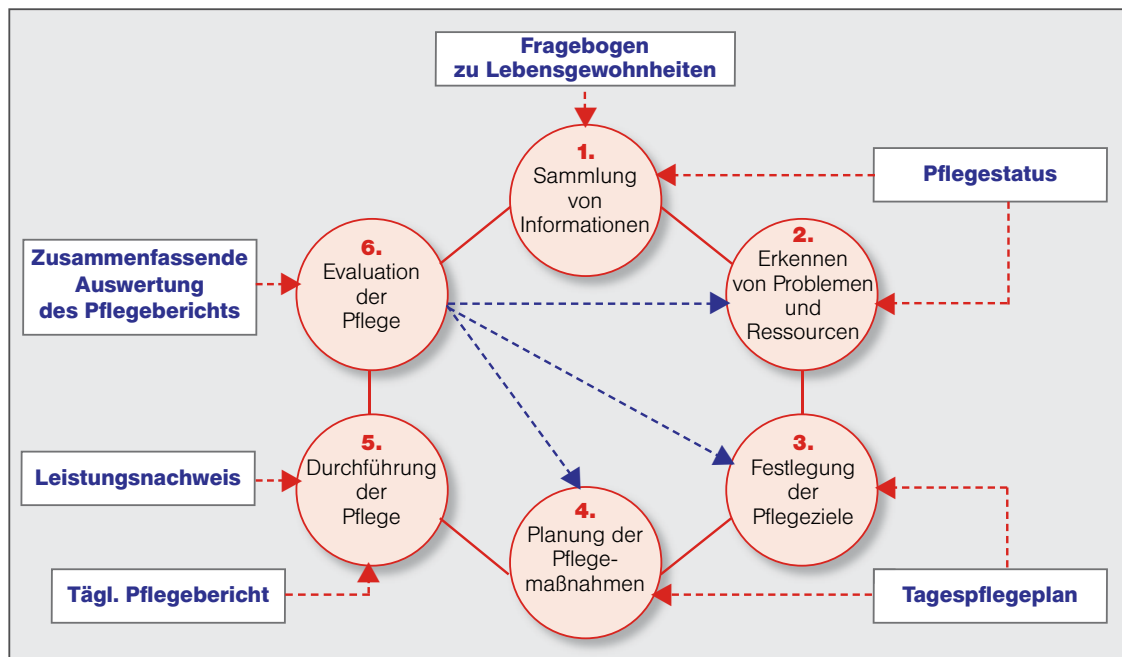 Fragebogen
zu Lebensgewohnheiten
1.
Sammlung
von
Informationen
Pflegestatus
2.
Erkennen
von Problemen
und
Ressourcen
6.
Evaluation
der
Pflege
Zusammenfassende
Auswertung
des Pflegeberichts
3.
Festlegung
der
Pflegeziele
5.
Durchführung
der
Pflege
Leistungsnachweis
4.
Planung der
Pflege-
maßnahmen
Tägl. Pflegebericht
Tagespflegeplan